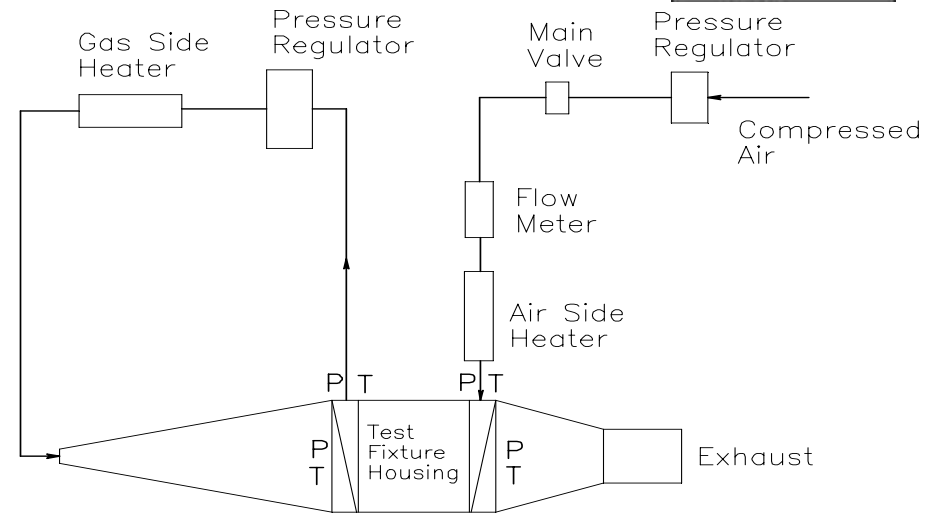 Gas Side
Heater
Pressure
Regulator
Main
Valve
Pressure
Regulator
Compressed
Air
Flow
Meter
Air Side
Heater
P T
P T
P
T
Test
Fixture
Housing
P
T
Exhaust